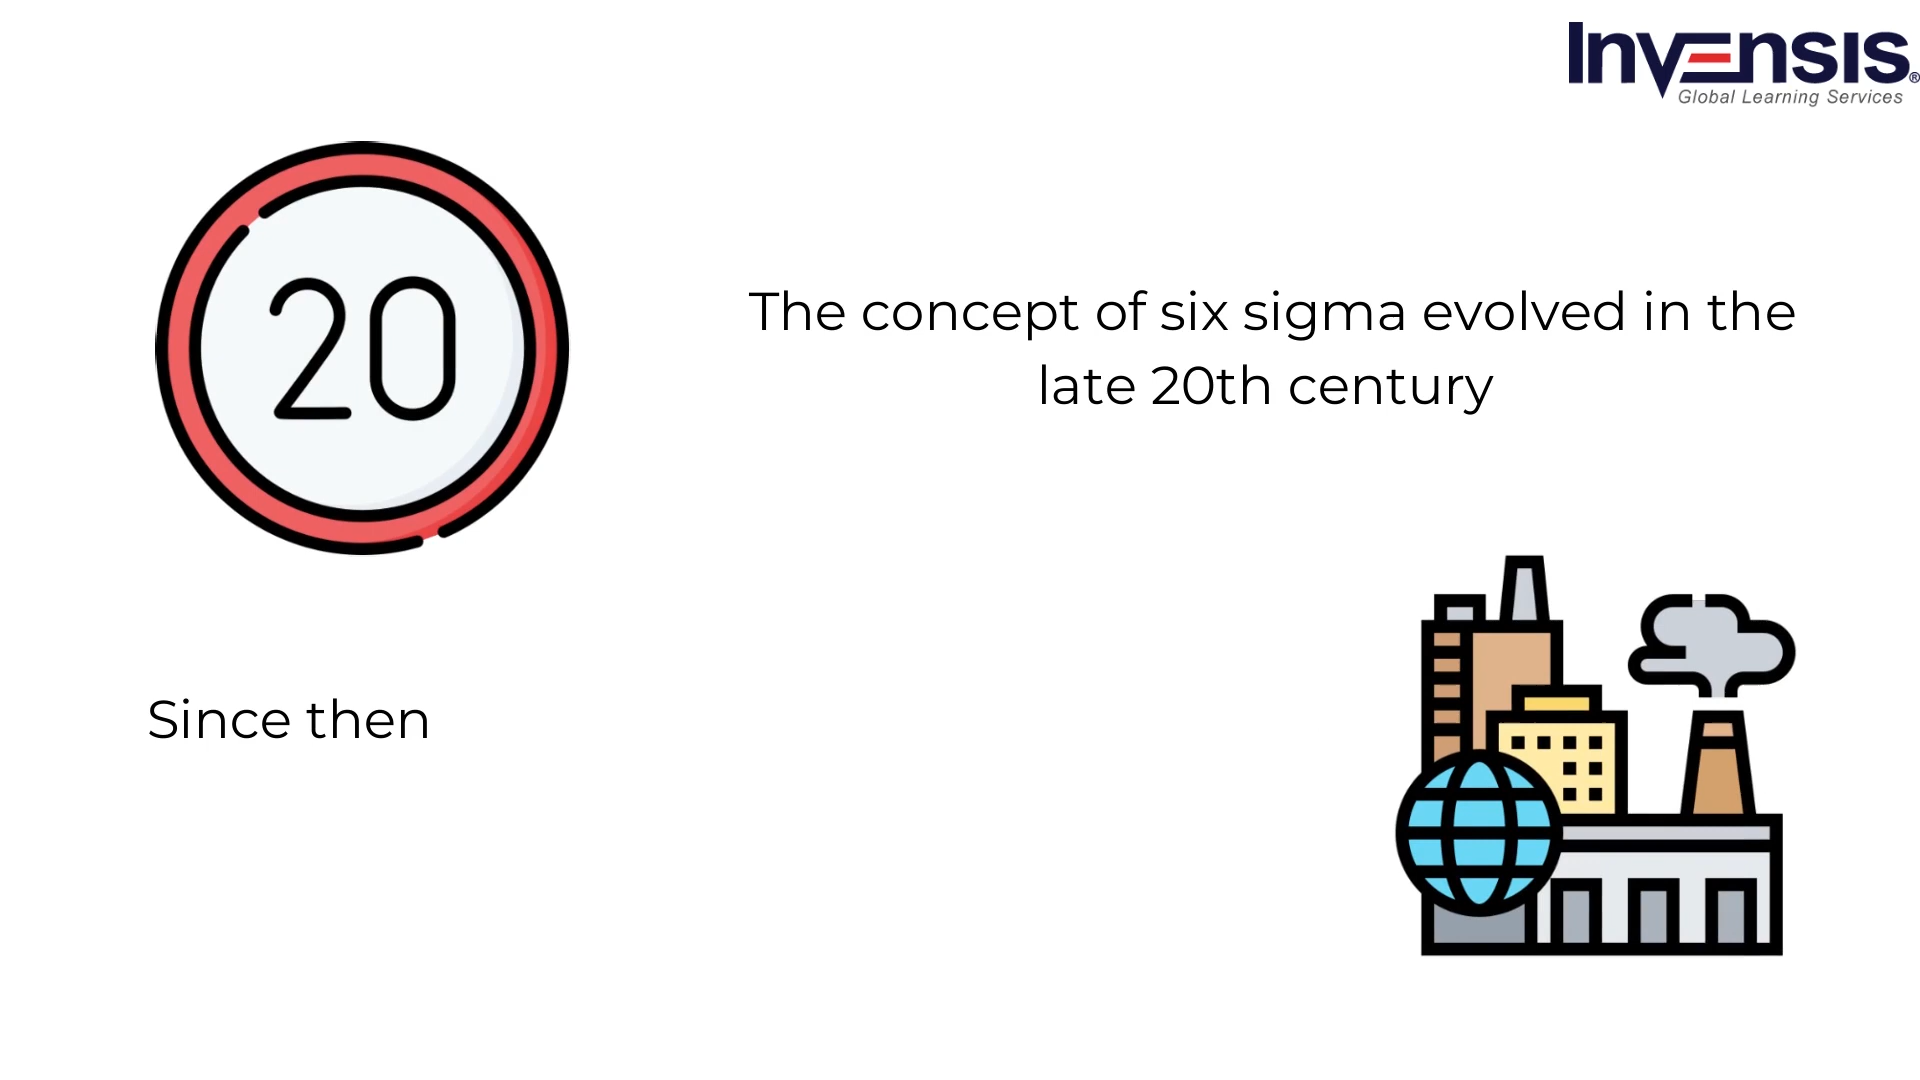 Invensis®
Global Learning Services
20
The concept of six sigma evolved in the
late 20th century
Since then